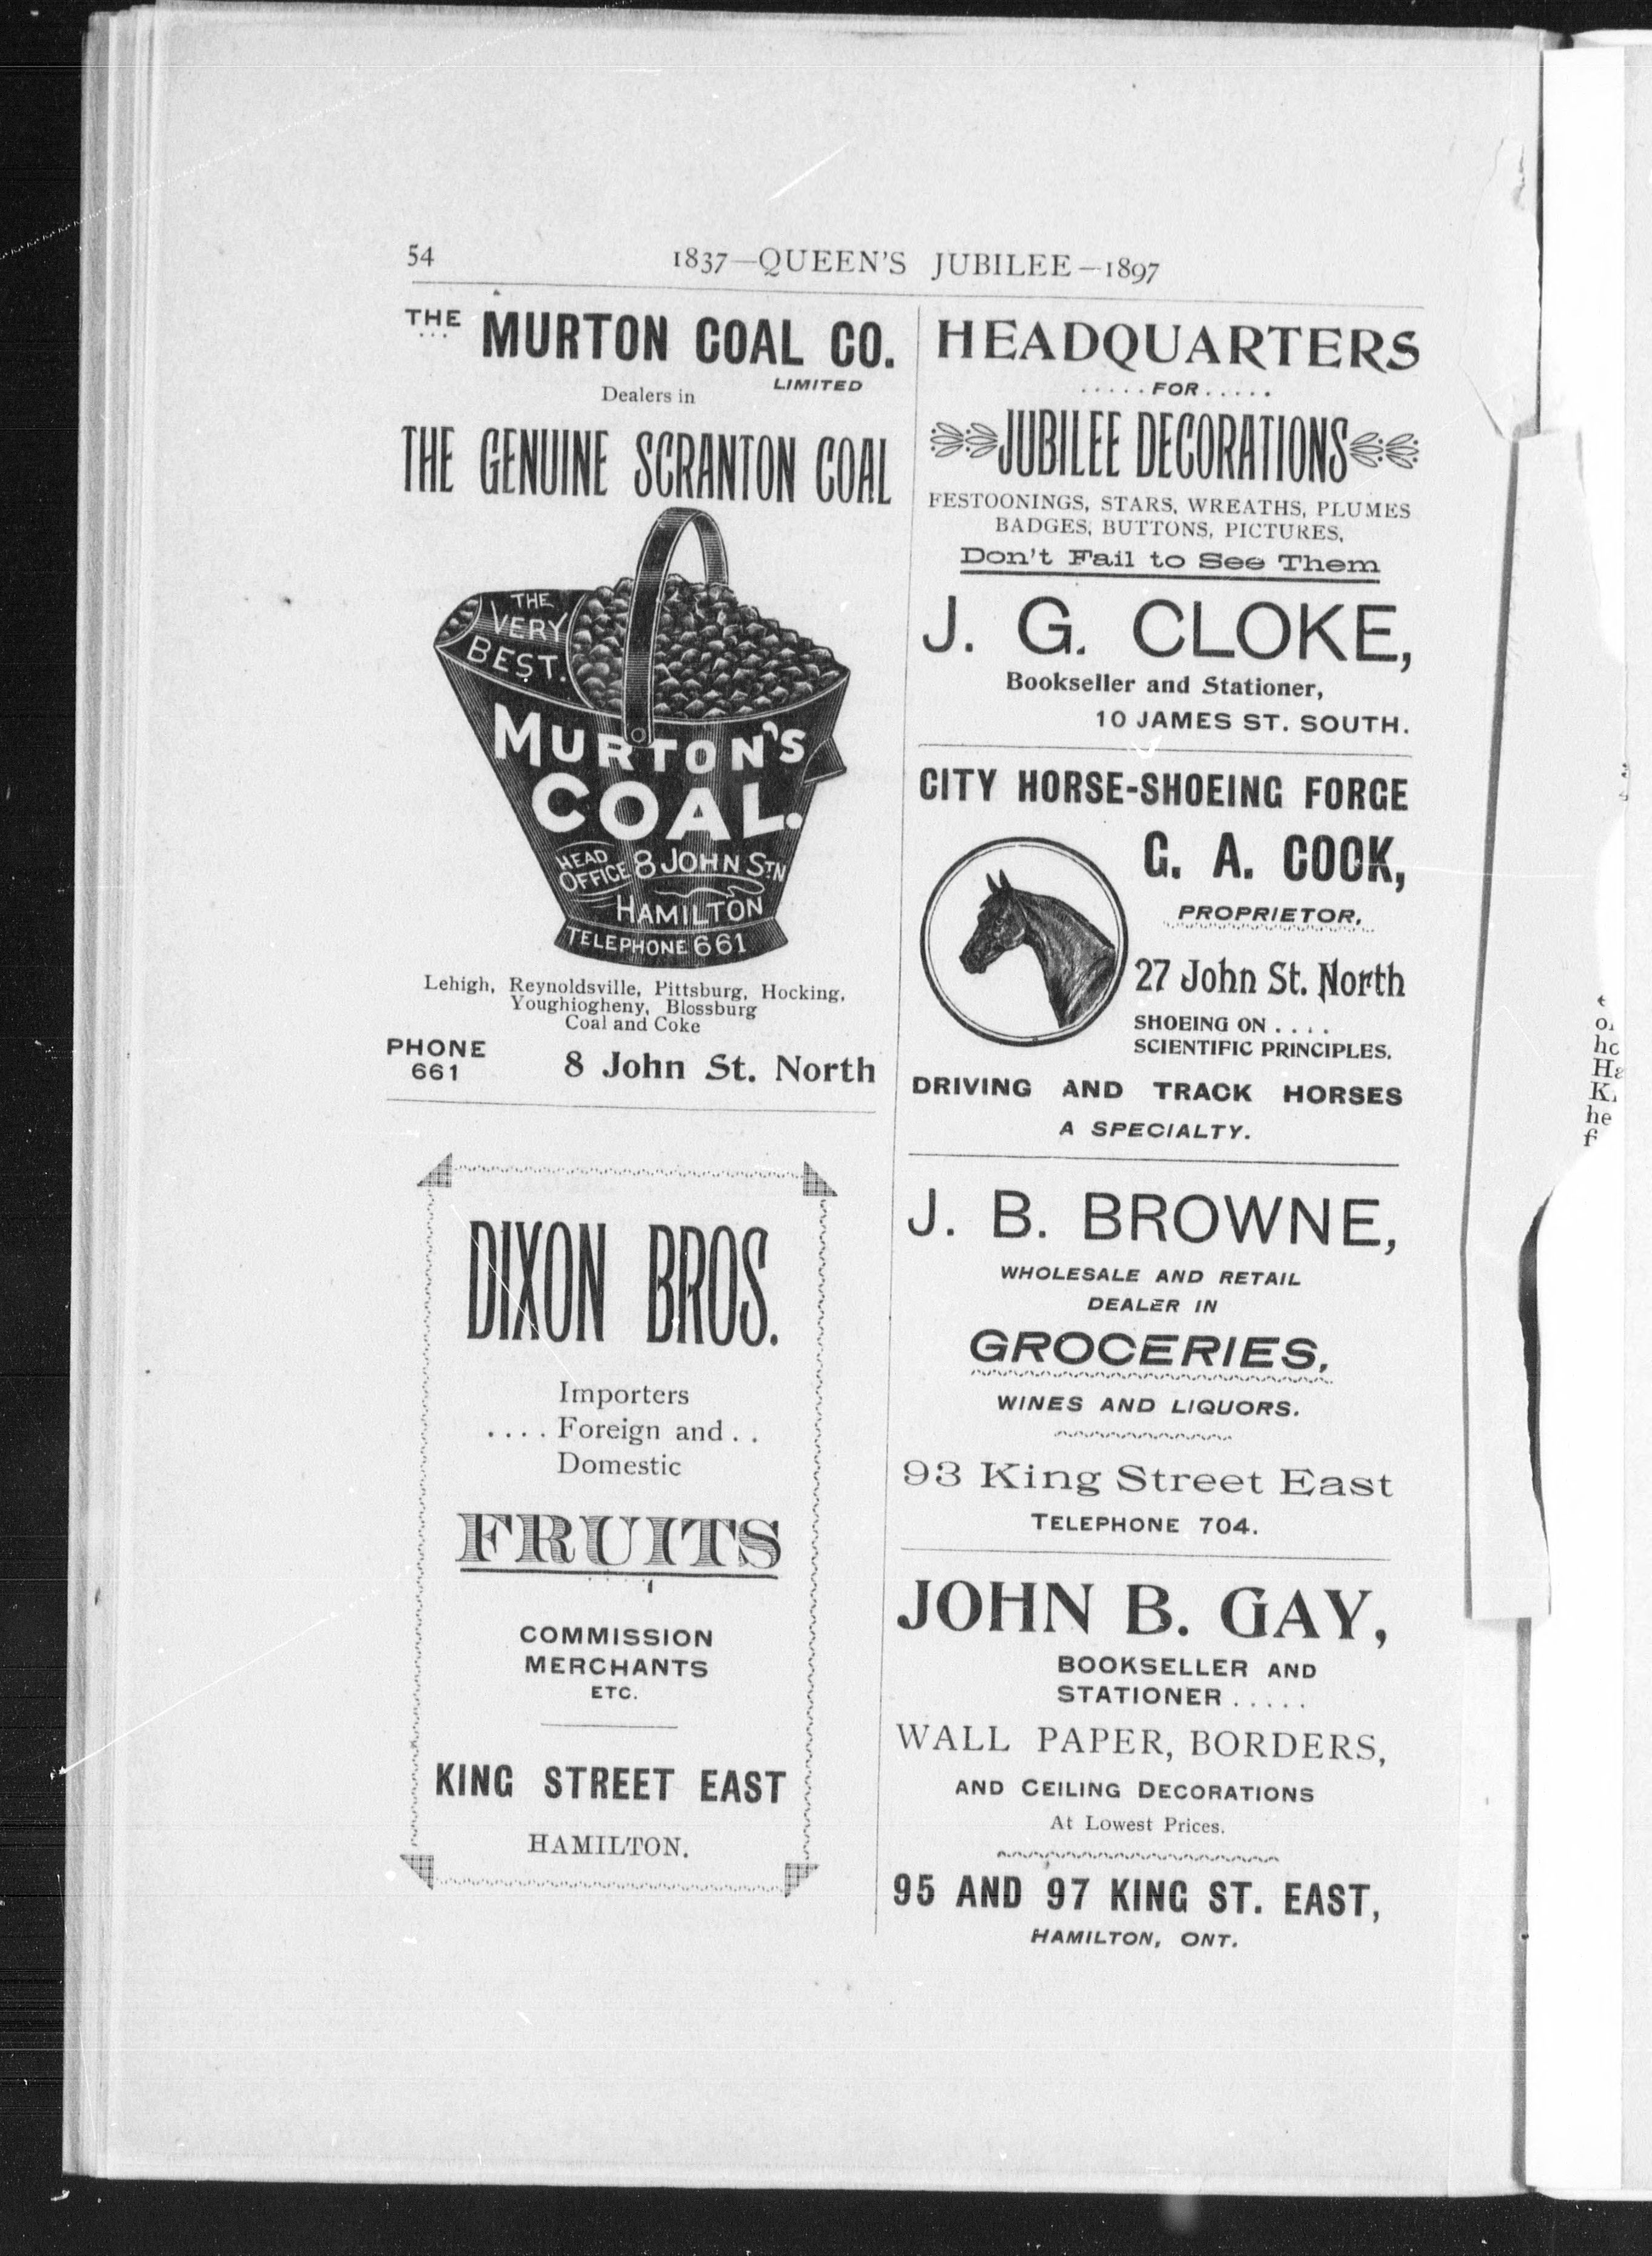 54
1837—QUEEN'S JUBILEE—1897
THE MURTON COAL CO.
LIMITED
Dealers in
THE GENUINE SCRANTON COAL
THE
VERY
BEST.
MURTON'S
COAL.
HEAD
OFFICE 8 JOHN ST N
HAMILTON
TELEPHONE 661
Lehigh, Reynoldsville, Pittsburg, Hocking,
Youghiogheny, Blossburg
Coal and Coke
PHONE
661
8 John St. North
DIXON BROS.
Importers
.... Foreign and ..
Domestic
FRUITS
COMMISSION
MERCHANTS
ETC.
KING STREET EAST
HAMILTON.
HEADQUARTERS
.....FOR.....
JUBILEE DECORATIONS
FESTOONINGS, STARS, WREATHS, PLUMES
BADGES, BUTTONS, PICTURES,
Don't Fail to See Them
J. G. CLOKE,
Bookseller and Stationer,
10 JAMES ST. SOUTH.
CITY HORSE-SHOEING FORGE
G. A. COOK,
PROPRIETOR.
27 John St. North
SHOEING ON ....
SCIENTIFIC PRINCIPLES.
DRIVING AND TRACK HORSES
A SPECIALTY.
J. B. BROWNE,
WHOLESALE AND RETAIL
DEALER IN
GROCERIES,
WINES AND LIQUORS.
93 King Street East
TELEPHONE 704.
JOHN B. GAY,
BOOKSELLER AND
STATIONER .....
WALL PAPER, BORDERS,
AND CEILING DECORATIONS
At Lowest Prices.
95 AND 97 KING ST. EAST,
HAMILTON, ONT.
he